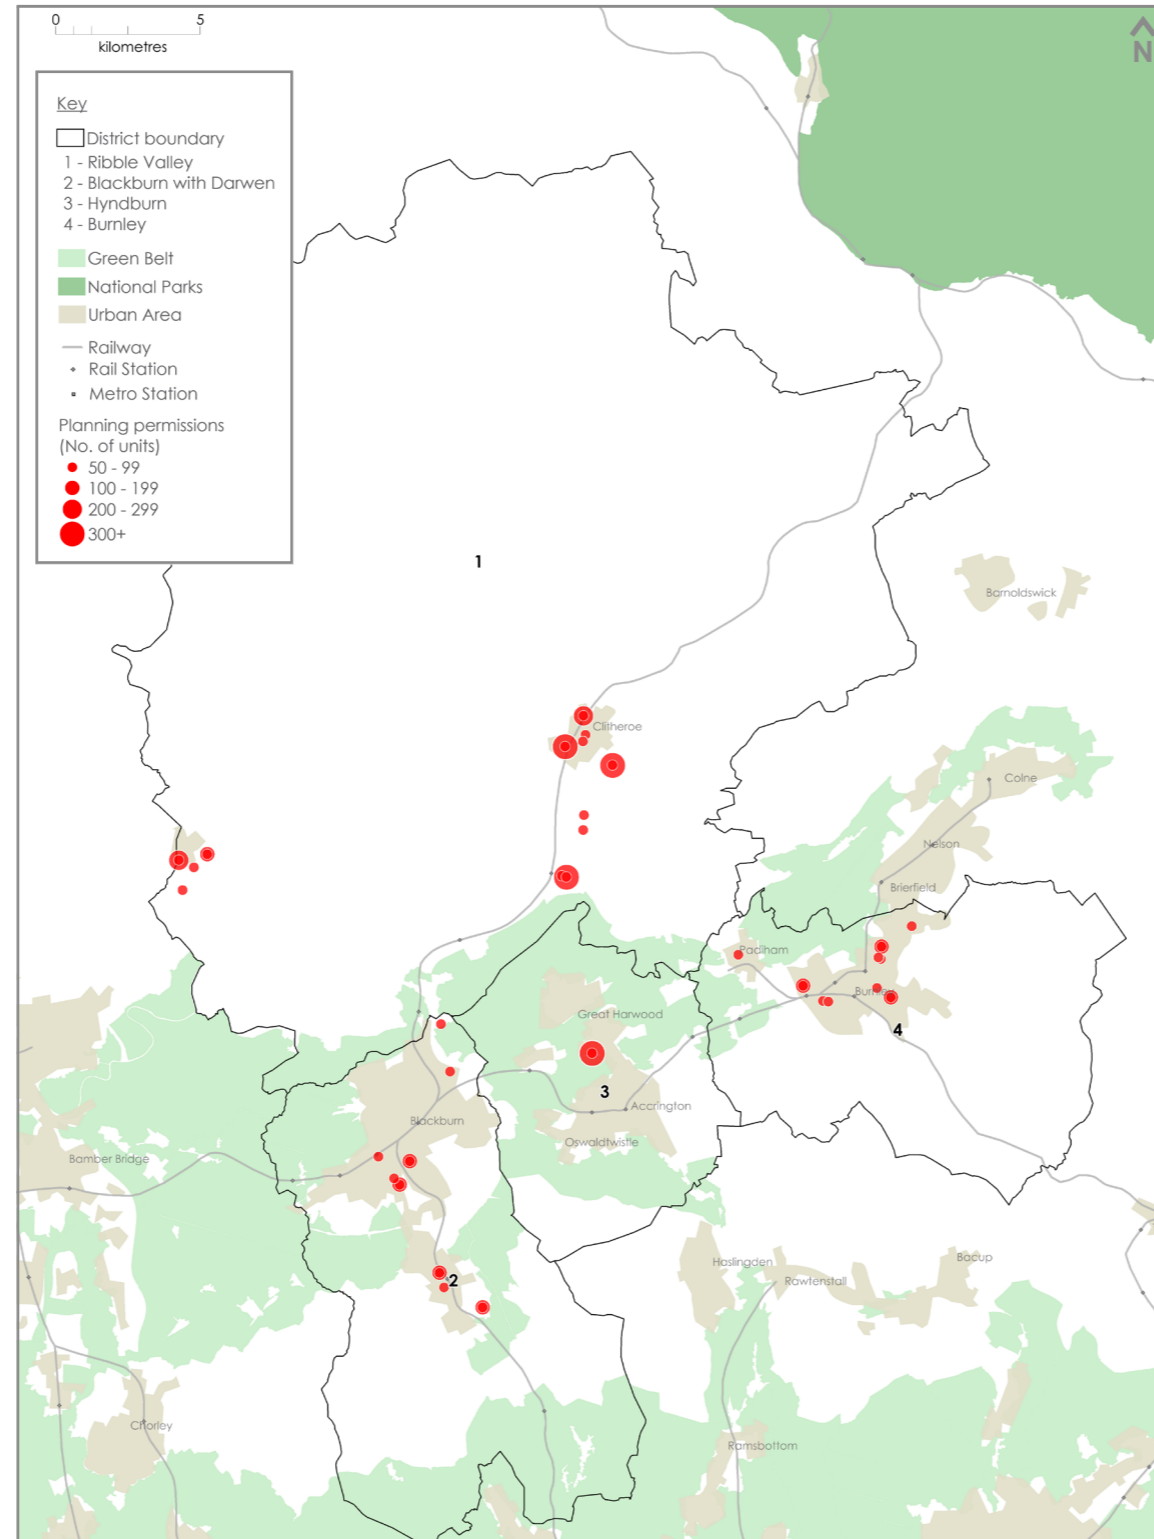 0 5
kilometres
N
Key
District boundary
1 - Ribble Valley
2 - Blackburn with Darwen
3 - Hyndburn
4 - Burnley
Green Belt
National Parks
Urban Area
Railway
Rail Station
Metro Station
Planning permissions
(No. of units)
50 - 99
100 - 199
200 - 299
300+
1
Barnoldswick
Clitheroe
Colne
Nelson
Brierfield
Padiham
Burnley
4
Great Harwood
3
Accrington
Oswaldtwistle
Blackburn
Bamber Bridge
2
Haslingden
Rawtenstall
Bacup
Chorley
Ramsbottom